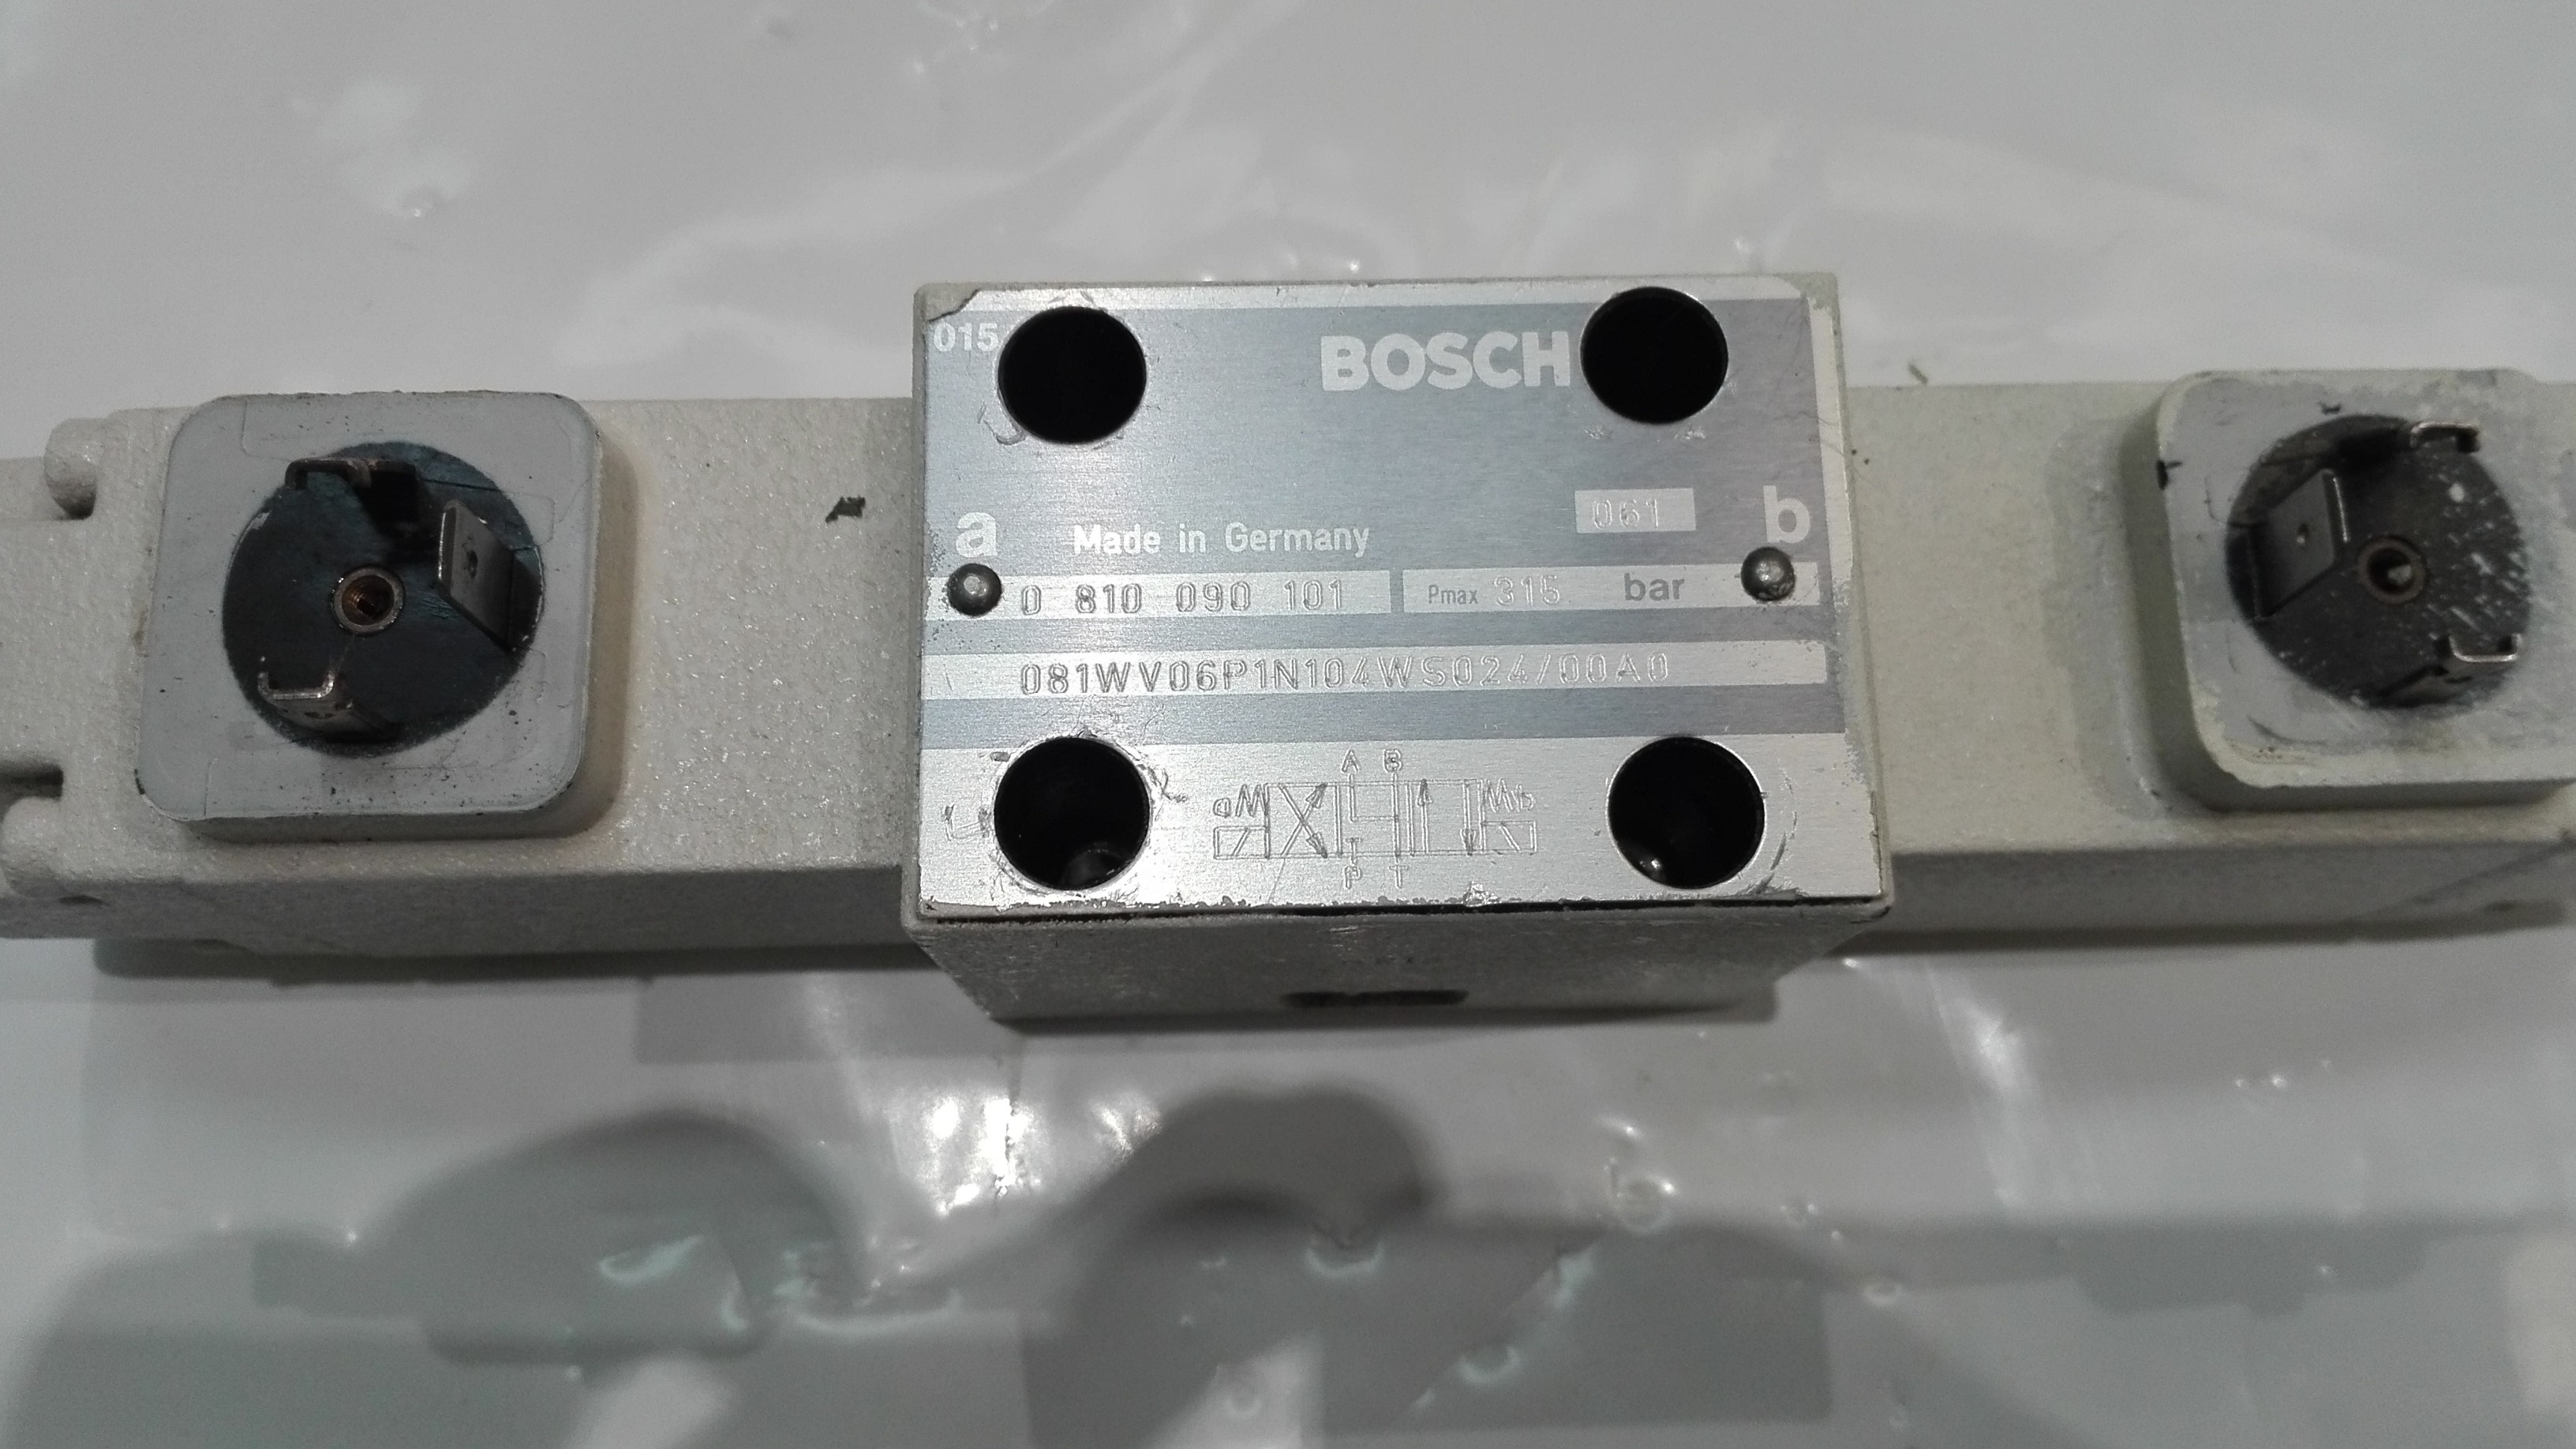 015
BOSCH
061
a
b
Made in Germany
0 810 090 101
Pmax 315 bar
081WV06P1N104WS024/00A0
A B
a
b
P T